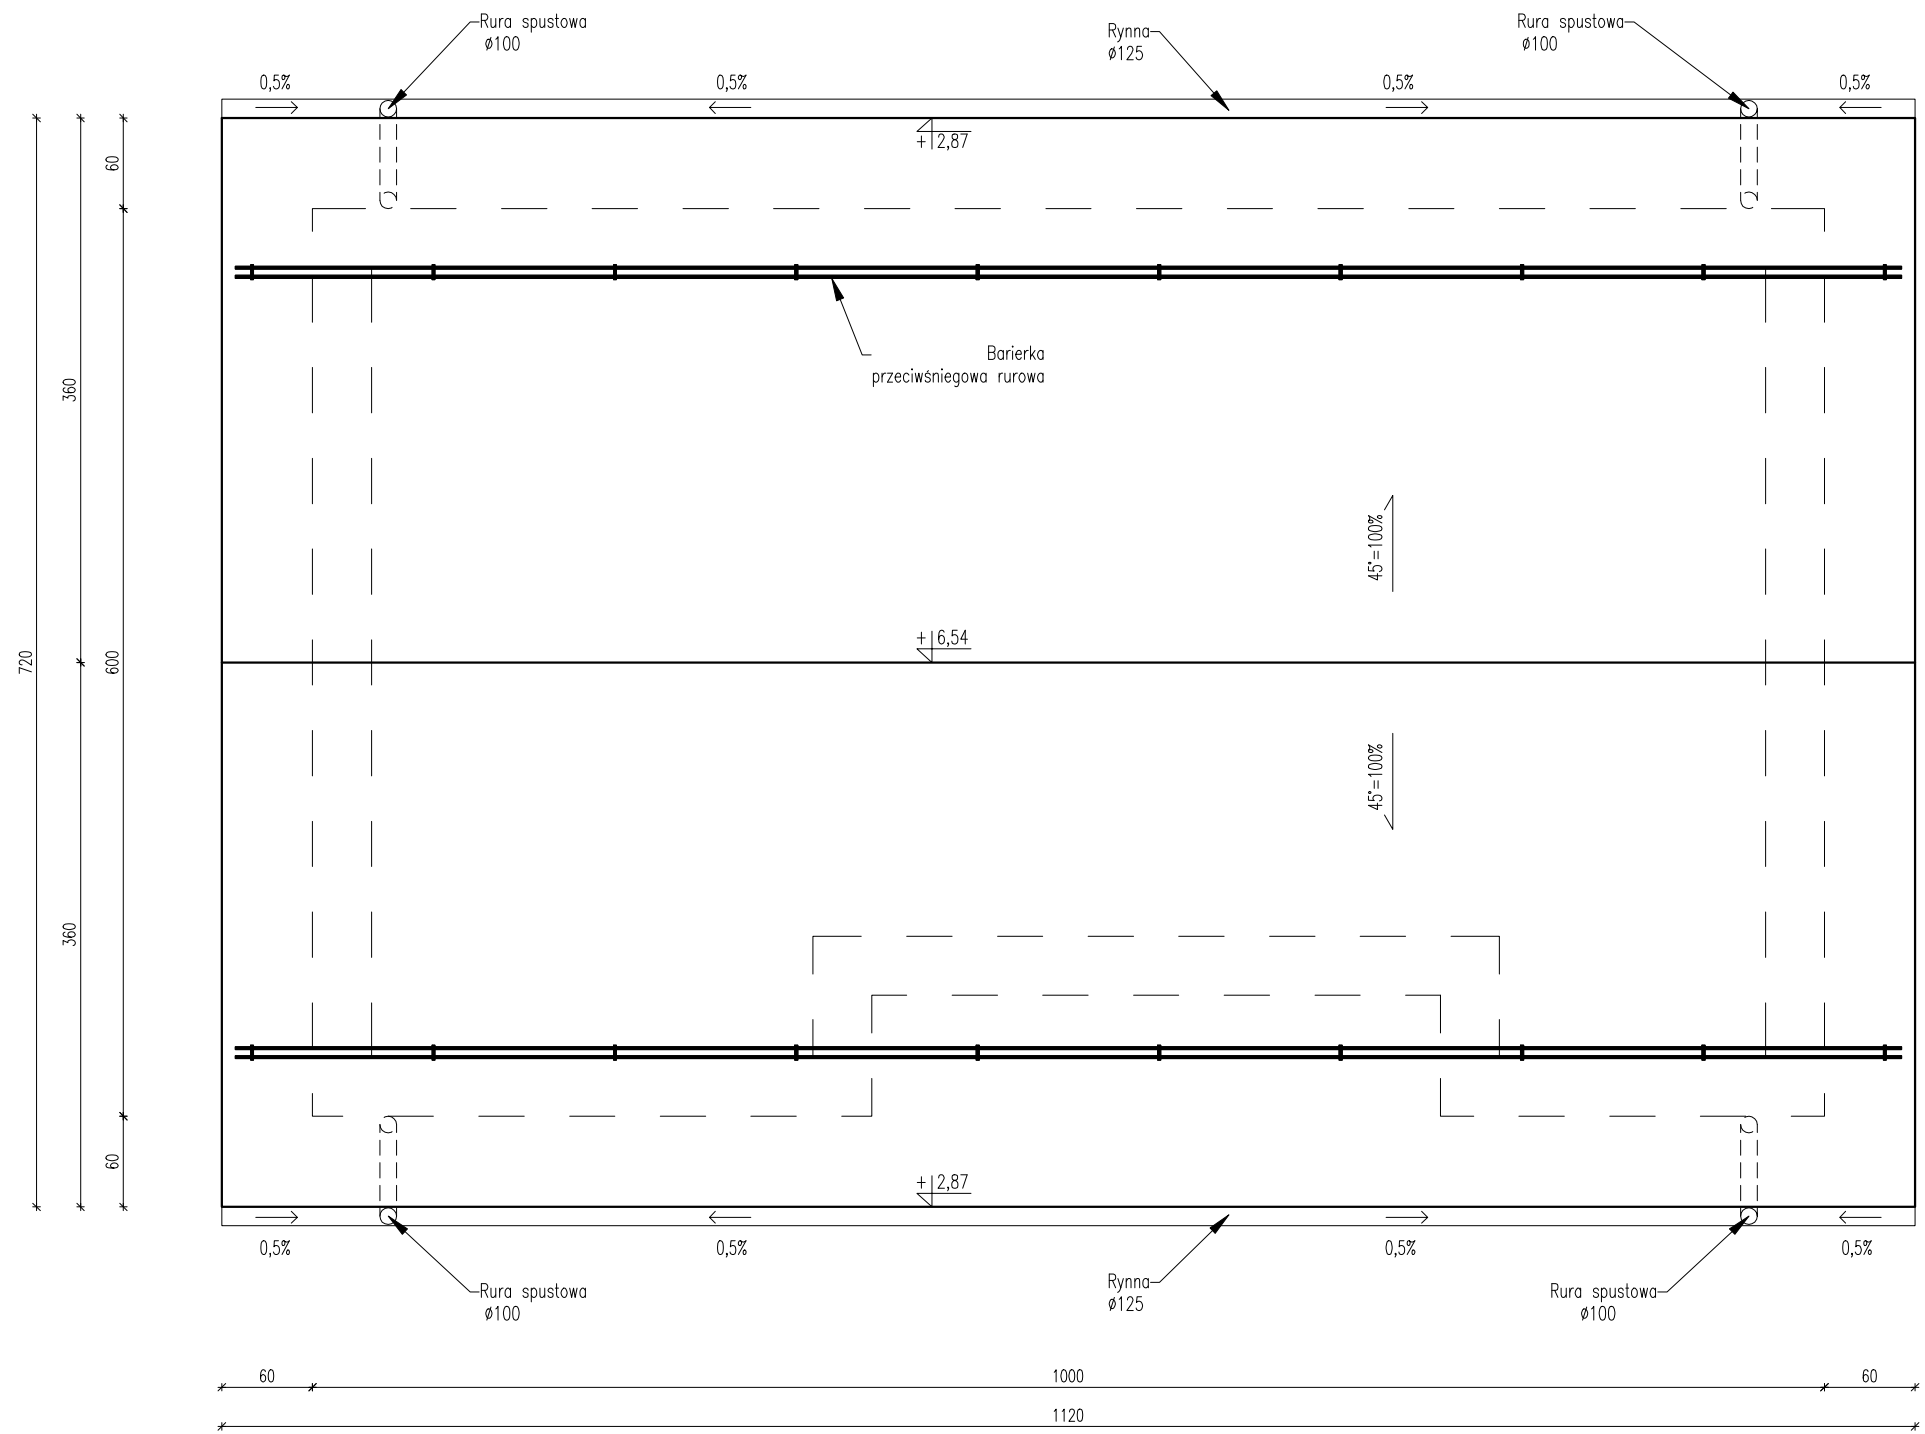 Rura spustowa
ø100
Rynna
ø125
Rura spustowa
ø100
0,5%
0,5%
0,5%
0,5%
+ 2,87
60
Barierka
przeciwśniegowa rurowa
360
45°=100%
+ 6,54
720
600
45°=100%
360
60
+ 2,87
0,5%
0,5%
0,5%
0,5%
Rura spustowa
ø100
Rynna
ø125
Rura spustowa
ø100
60
1000
60
1120